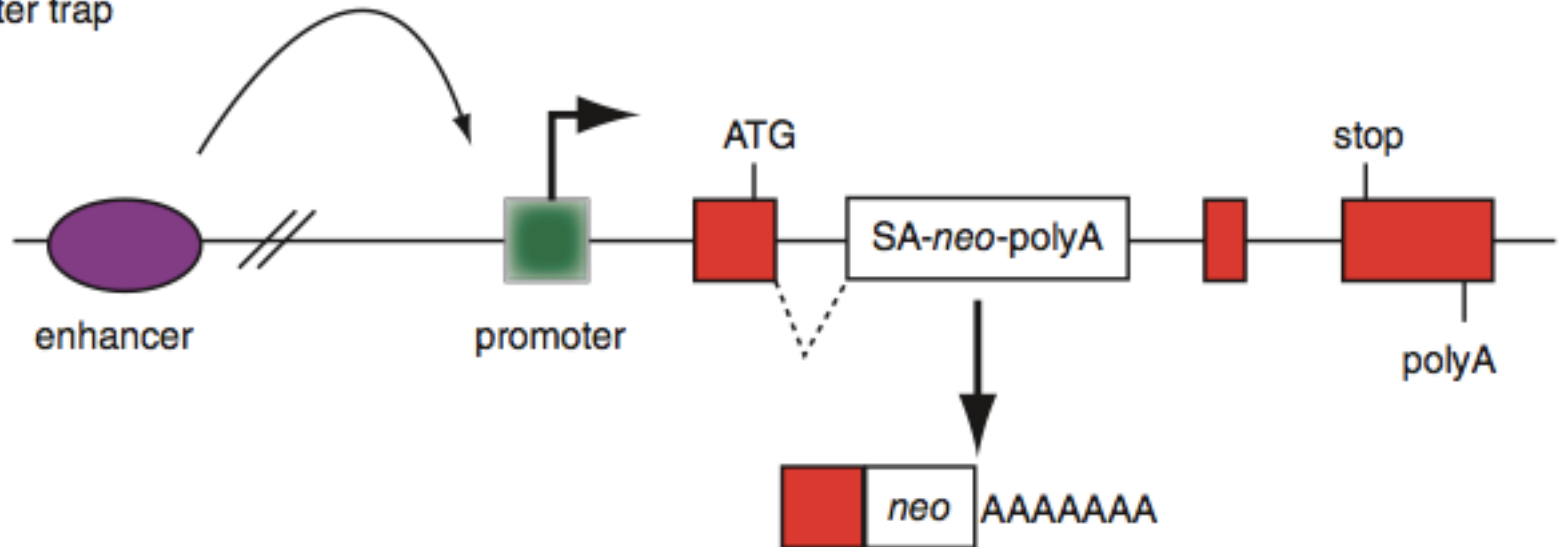 ter trap
ATG
stop
SA-neo-polyA
enhancer
promoter
polyA
neo
AAAAAAA